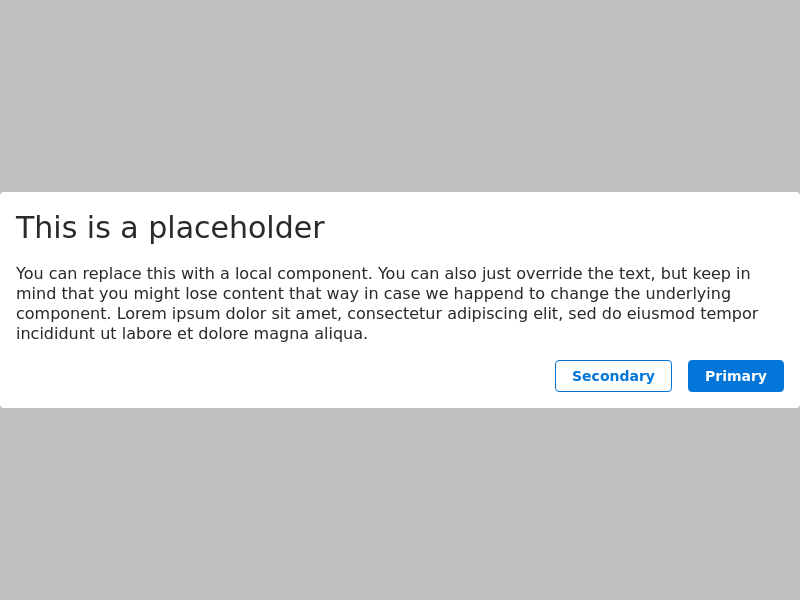 This is a placeholder
You can replace this with a local component. You can also just override the text, but keep in
mind that you might lose content that way in case we happend to change the underlying
component. Lorem ipsum dolor sit amet, consectetur adipiscing elit, sed do eiusmod tempor
incididunt ut labore et dolore magna aliqua.
Secondary
Primary